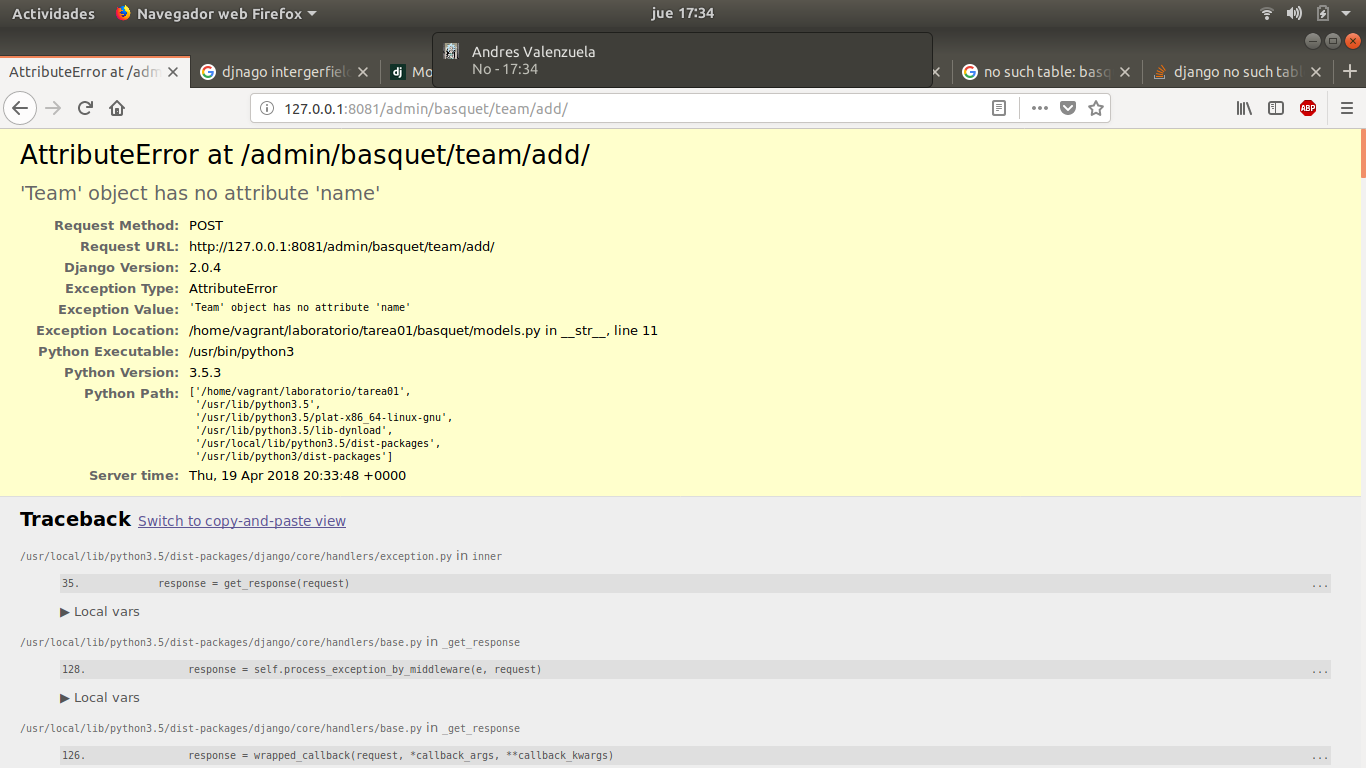 Actividades Navegador web Firefox jue 17:34
Andres Valenzuela
No - 17:34
AttributeError at /adm djnago intergerfiel dj Mo no such table: basq django no such tabl
127.0.0.1:8081/admin/basquet/team/add/ ABP
AttributeError at /admin/basquet/team/add/
'Team' object has no attribute 'name'
Request Method: POST
Request URL: http://127.0.0.1:8081/admin/basquet/team/add/
Django Version: 2.0.4
Exception Type: AttributeError
Exception Value: 'Team' object has no attribute 'name'
Exception Location: /home/vagrant/laboratorio/tarea01/basquet/models.py in __str__, line 11
Python Executable: /usr/bin/python3
Python Version: 3.5.3
Python Path: ['/home/vagrant/laboratorio/tarea01',
'/usr/lib/python3.5',
'/usr/lib/python3.5/plat-x86_64-linux-gnu',
'/usr/lib/python3.5/lib-dynload',
'/usr/local/lib/python3.5/dist-packages',
'/usr/lib/python3/dist-packages']
Server time: Thu, 19 Apr 2018 20:33:48 +0000
Traceback Switch to copy-and-paste view
/usr/local/lib/python3.5/dist-packages/django/core/handlers/exception.py in inner
35. response = get_response(request) ...
▶ Local vars
/usr/local/lib/python3.5/dist-packages/django/core/handlers/base.py in _get_response
128. response = self.process_exception_by_middleware(e, request) ...
▶ Local vars
/usr/local/lib/python3.5/dist-packages/django/core/handlers/base.py in _get_response
126. response = wrapped_callback(request, *callback_args, **callback_kwargs) ...